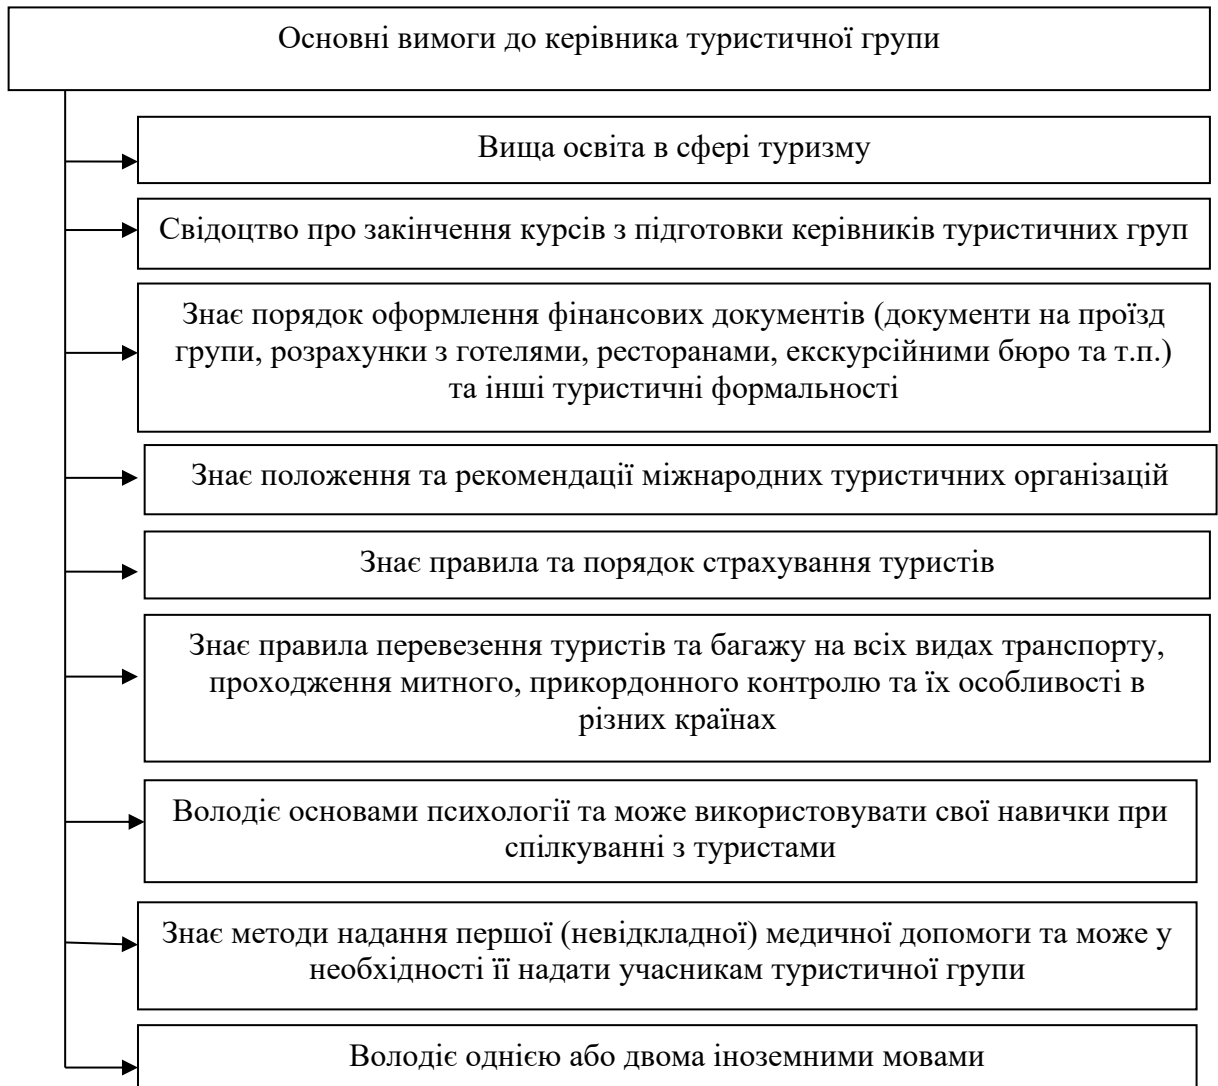 Основні вимоги до керівника туристичної групи
Вища освіта в сфері туризму
Свідоцтво про закінчення курсів з підготовки керівників туристичних груп
Знає порядок оформлення фінансових документів (документи на проїзд
групи, розрахунки з готелями, ресторанами, екскурсійними бюро та т.п.)
та інші туристичні формальності
Знає положення та рекомендації міжнародних туристичних організацій
Знає правила та порядок страхування туристів
Знає правила перевезення туристів та багажу на всіх видах транспорту,
проходження митного, прикордонного контролю та їх особливості в
різних країнах
Володіє основами психології та може використовувати свої навички при
спілкуванні з туристами
Знає методи надання першої (невідкладної) медичної допомоги та може у
необхідності її надати учасникам туристичної групи
Володіє однією або двома іноземними мовами